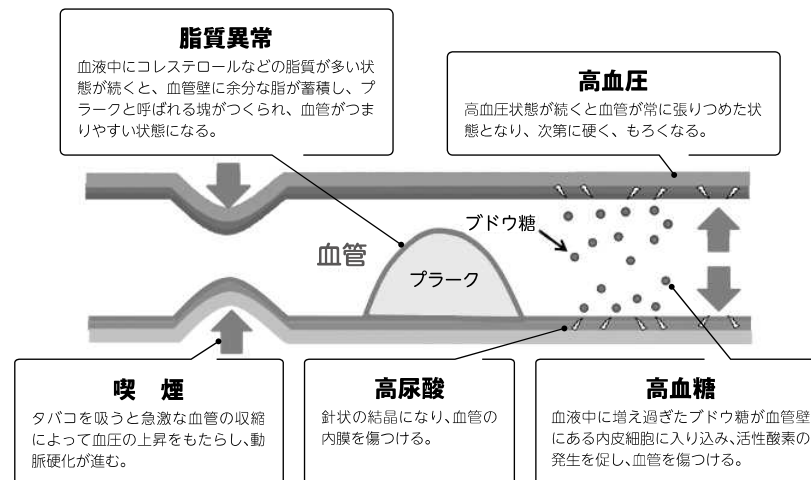 脂質異常
血液中にコレステロールなどの脂質が多い状
態が続くと、血管壁に余分な脂が蓄積し、プ
ラークと呼ばれる塊がつくられ、血管がつま
りやすい状態になる。
高血圧
高血圧状態が続くと血管が常に張りつめた状
態となり、次第に硬く、もろくなる。
ブドウ糖
血管
プラーク
喫　煙
タバコを吸うと急激な血管の収縮
によって血圧の上昇をもたらし、動
脈硬化が進む。
高尿酸
針状の結晶になり、血管の
内膜を傷つける。
高血糖
血液中に増え過ぎたブドウ糖が血管壁
にある内皮細胞に入り込み、活性酸素の
発生を促し、血管を傷つける。